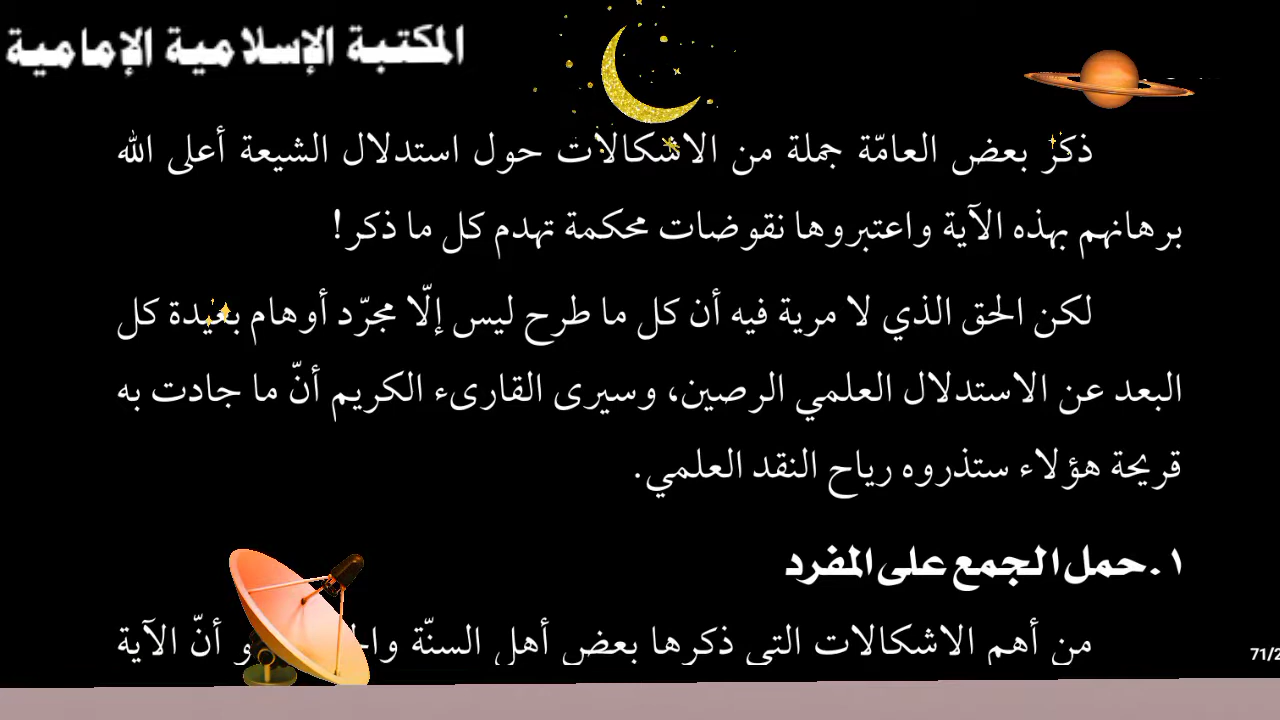 المكتبة الإسلامية الإمامية
ذكر بعض العامّة جملة من الاشكالات حول استدلال الشيعة أعلى الله
برهانهم بهذه الآية واعتبروها نقوضات محكمة تهدم كل ما ذكر!
لكن الحق الذي لا مرية فيه أن كل ما طرح ليس إلّا مجرّد أوهام بعيدة كل
البعد عن الاستدلال العلمي الرصين، وسيرى القارىء الكريم أنّ ما جادت به
قريحة هؤلاء ستذروه رياح النقد العلمي.
١.حمل الجمع على المفرد
من أهم الاشكالات التي ذكرها بعض أهل السنّة أنّ الآية
71/2